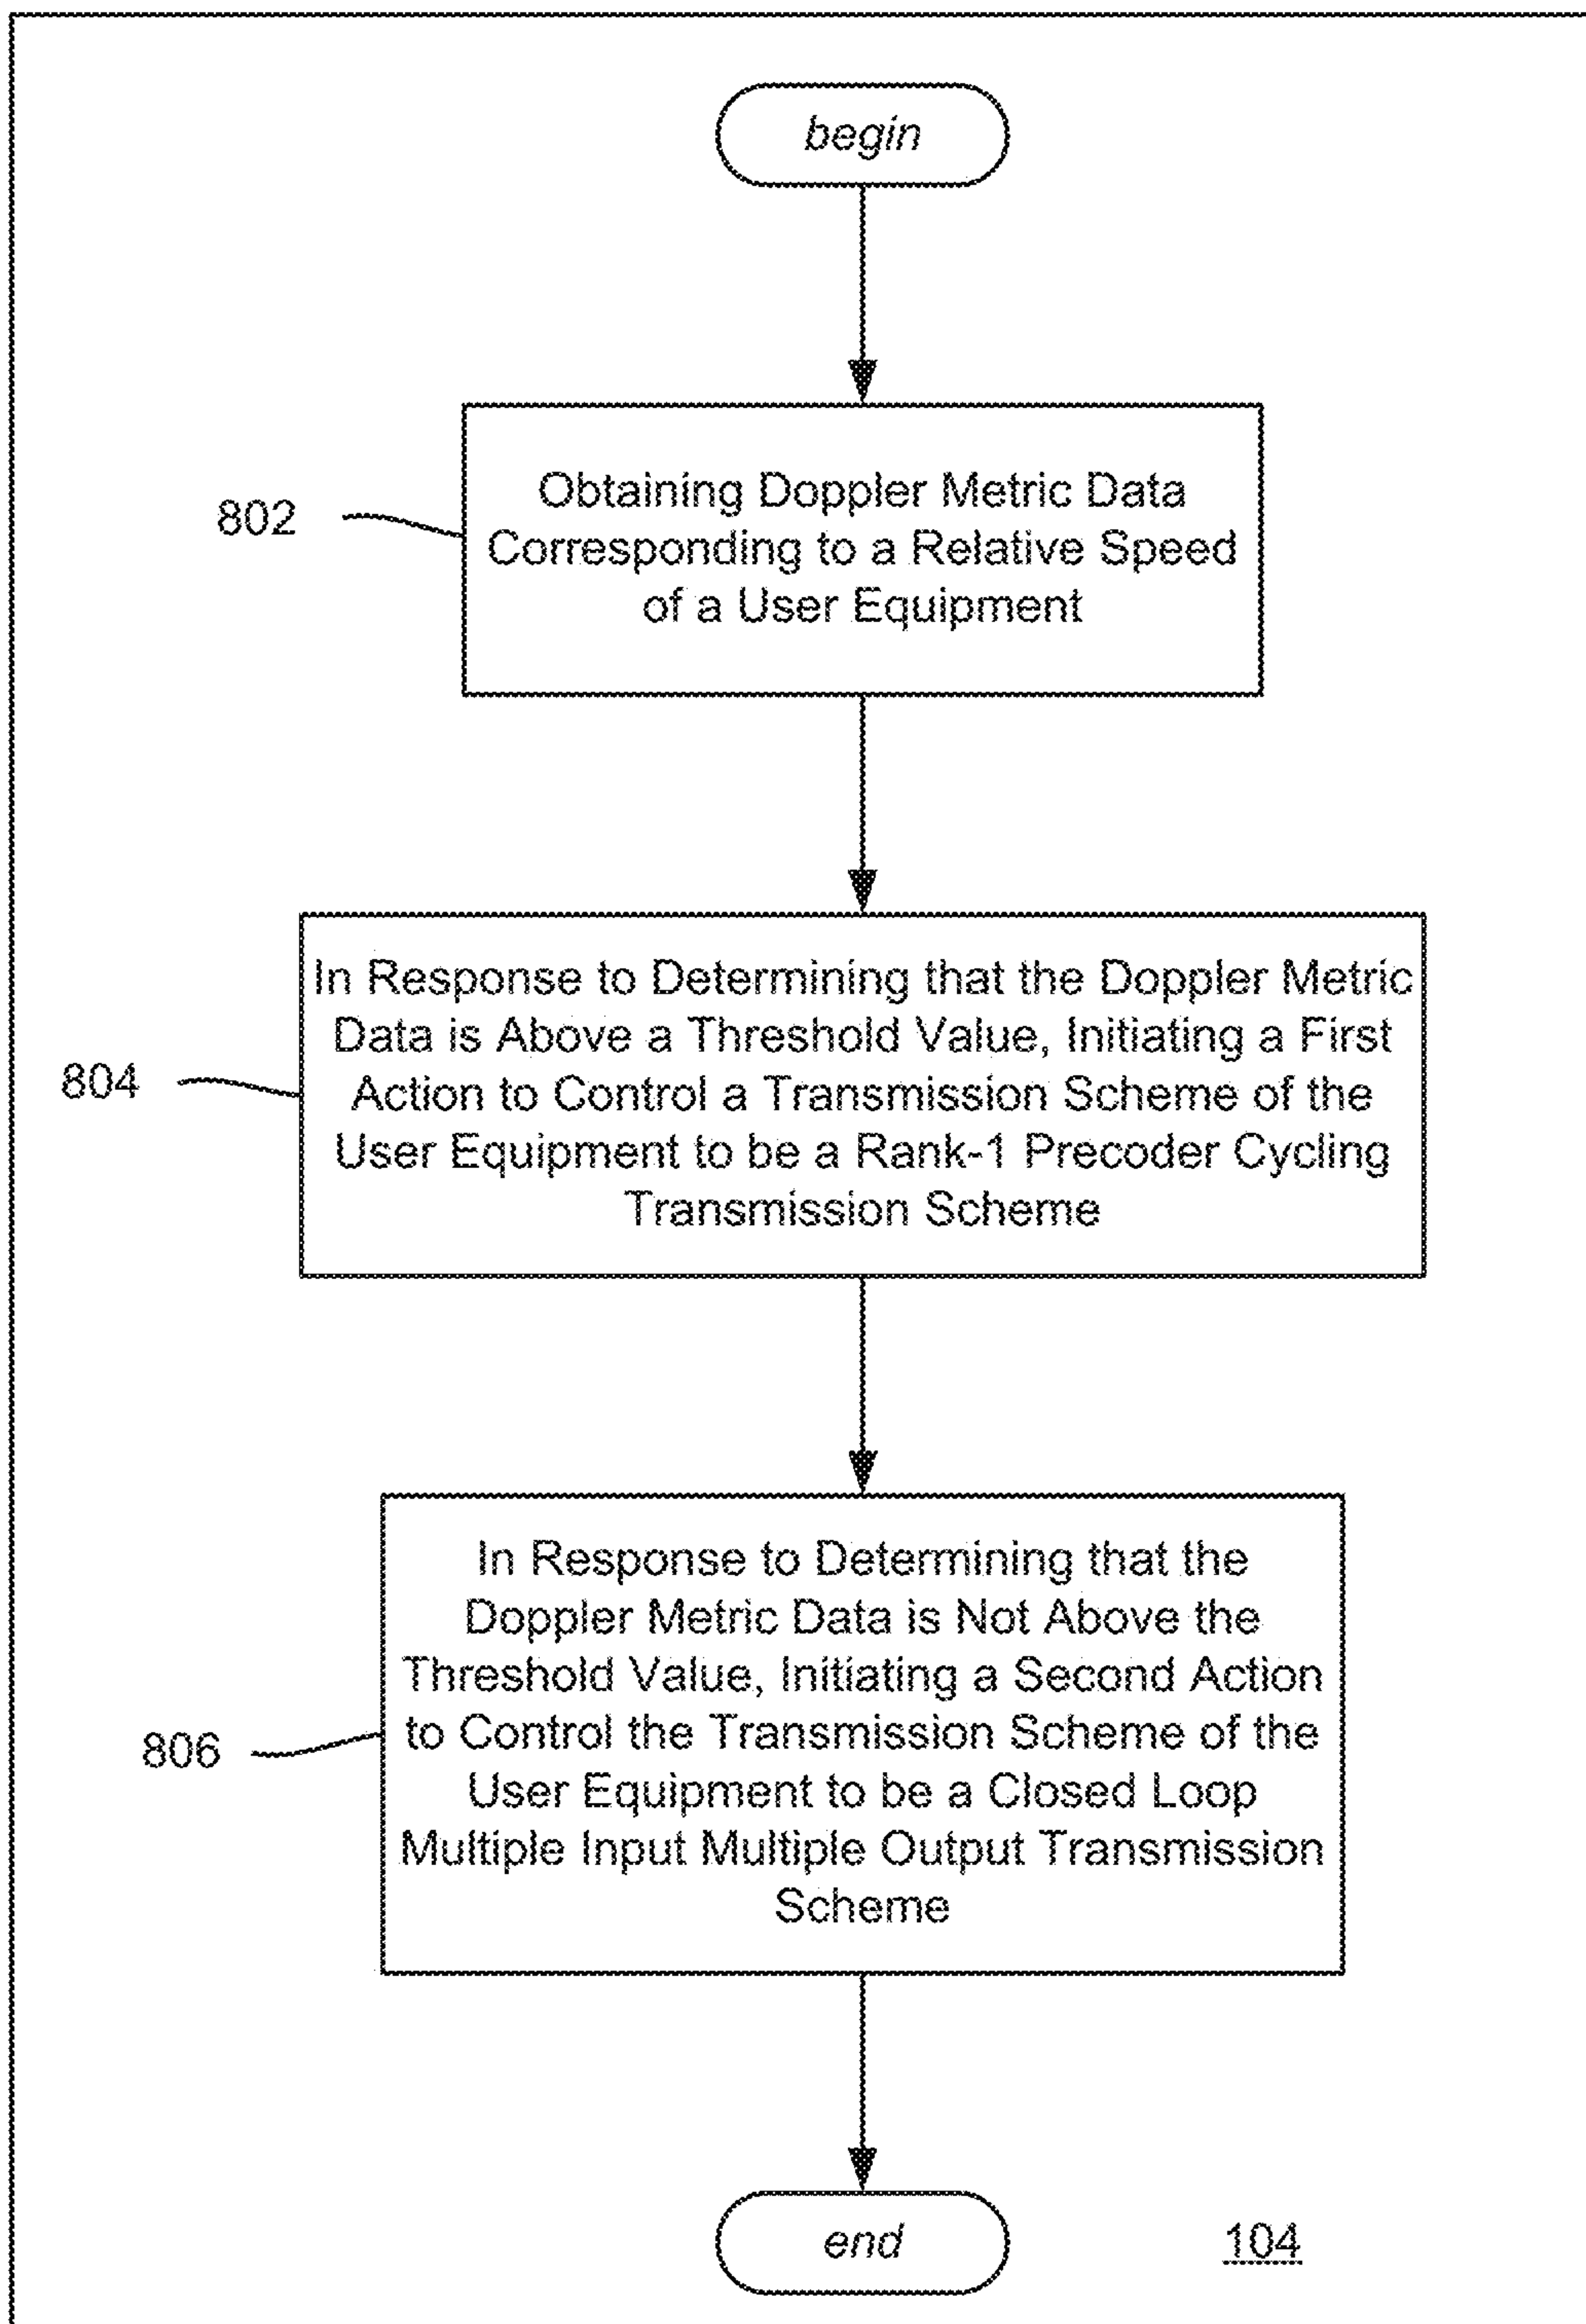 begin
802
Obtaining Doppler Metric Data
Corresponding to a Relative Speed
of a User Equipment
804
In Response to Determining that the Doppler Metric
Data is Above a Threshold Value, Initiating a First
Action to Control a Transmission Scheme of the
User Equipment to be a Rank-1 Precoder Cycling
Transmission Scheme
806
In Response to Determining that the
Doppler Metric Data is Not Above the
Threshold Value, Initiating a Second Action
to Control the Transmission Scheme of the
User Equipment to be a Closed Loop
Multiple Input Multiple Output Transmission
Scheme
end
104